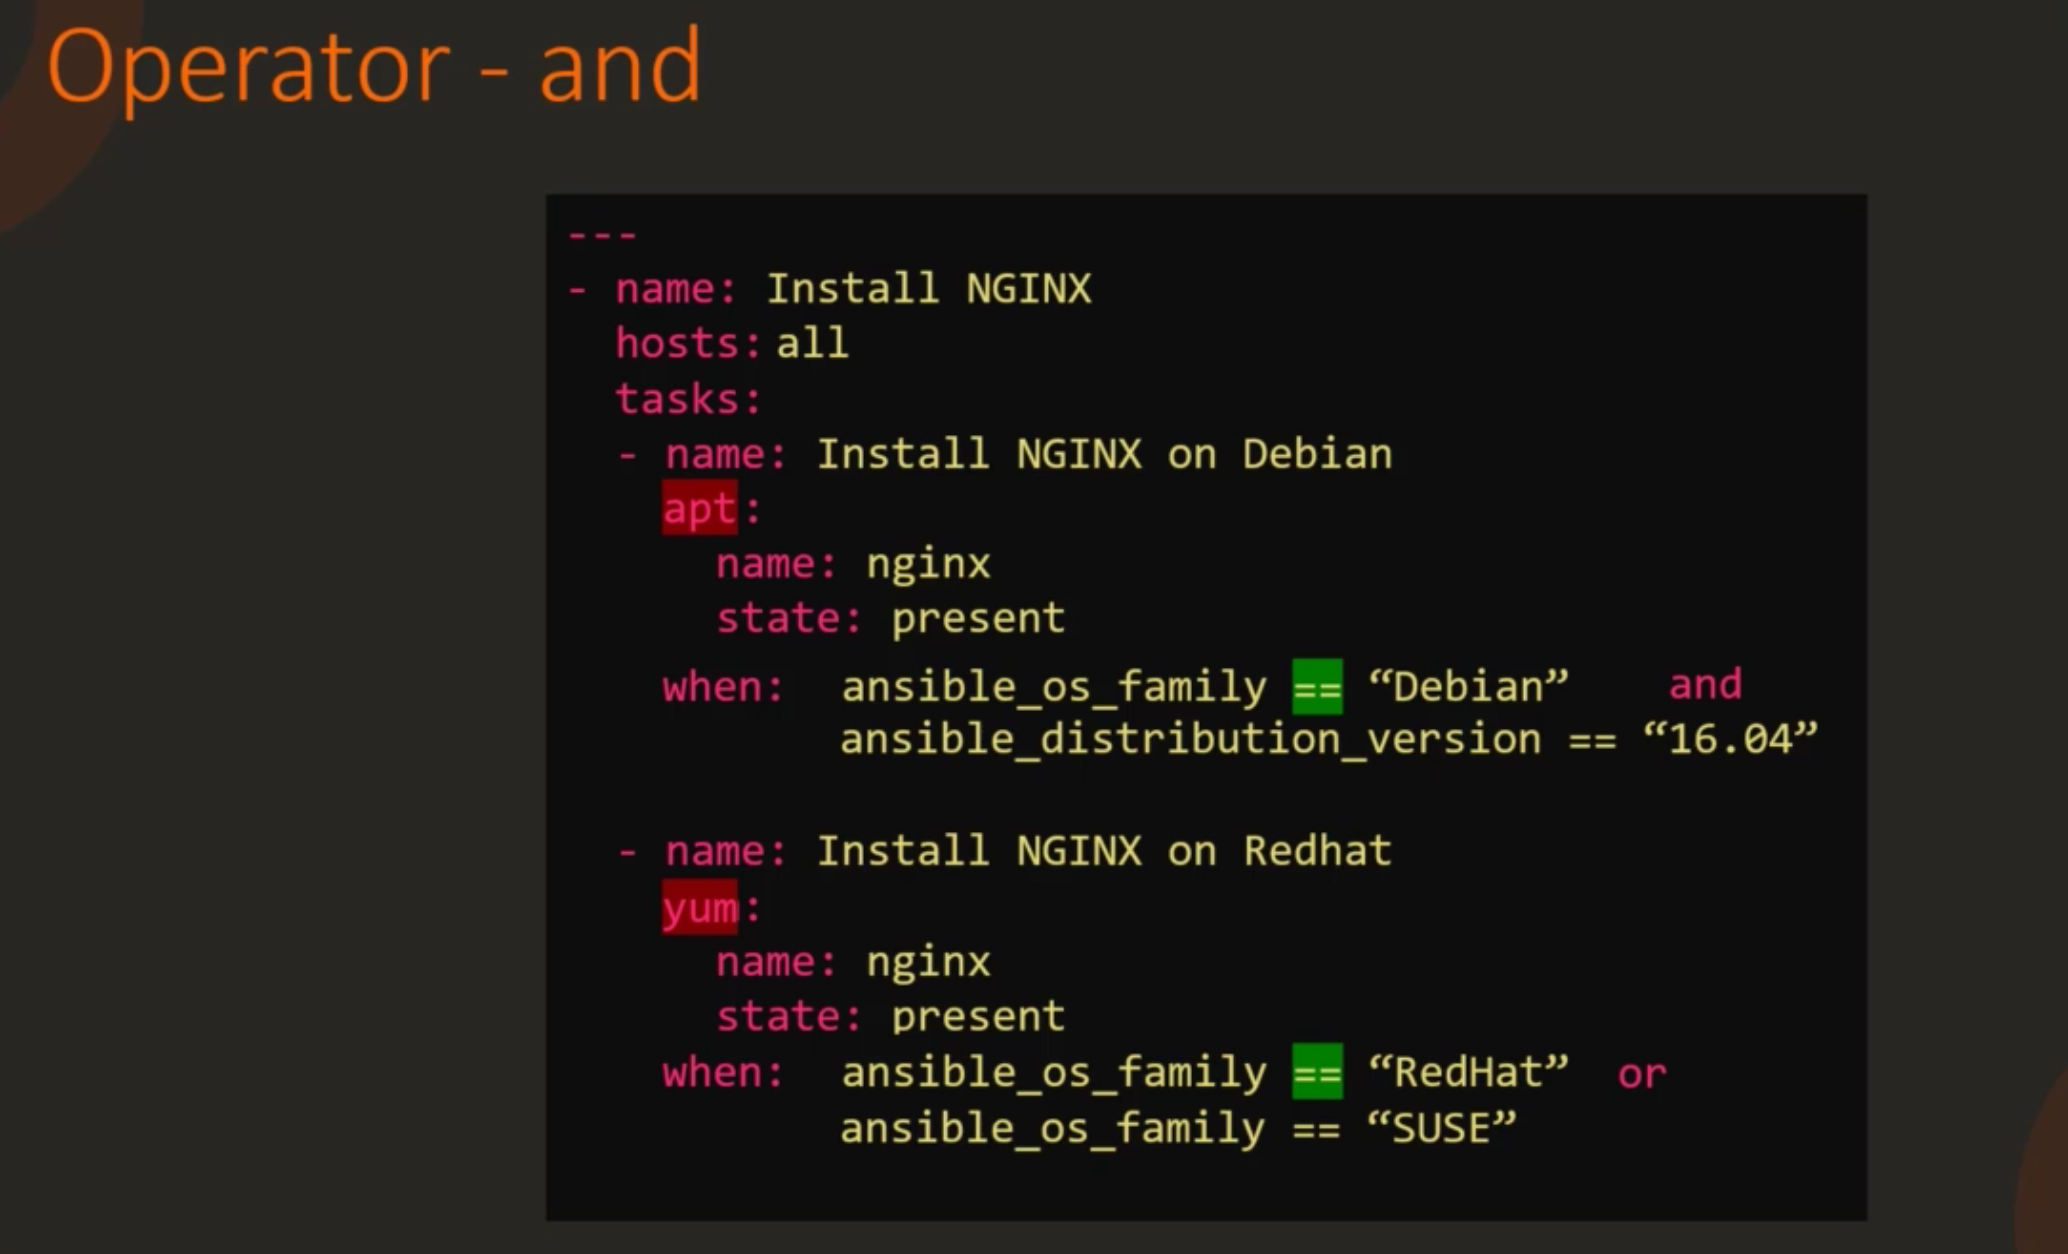 Operator - and
---
- name: Install NGINX
hosts: all
tasks:
- name: Install NGINX on Debian
apt:
name: nginx
state: present
when: ansible_os_family == “Debian” and
ansible_distribution_version == “16.04”
- name: Install NGINX on Redhat
yum:
name: nginx
state: present
when: ansible_os_family == “RedHat” or
ansible_os_family == “SUSE”